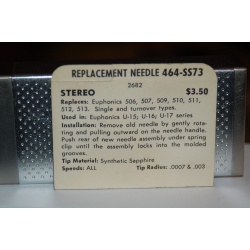 REPLACEMENT NEEDLE 464-SS73
2682
STEREO $3.50
Replaces: Euphonics 506, 507, 509, 510, 511,
512, 513. Single and turnover types.
Used in: Euphonics U-15; U-16; U-17 series
Installation: Remove old needle by gently rota-
ting and pulling outward on the needle handle.
Push rear of new needle assembly under spring
clip until the assembly locks into the molded
grooves.
Tip Material: Synthetic Sapphire
Speeds: ALL Tip Radius: .0007 & .003